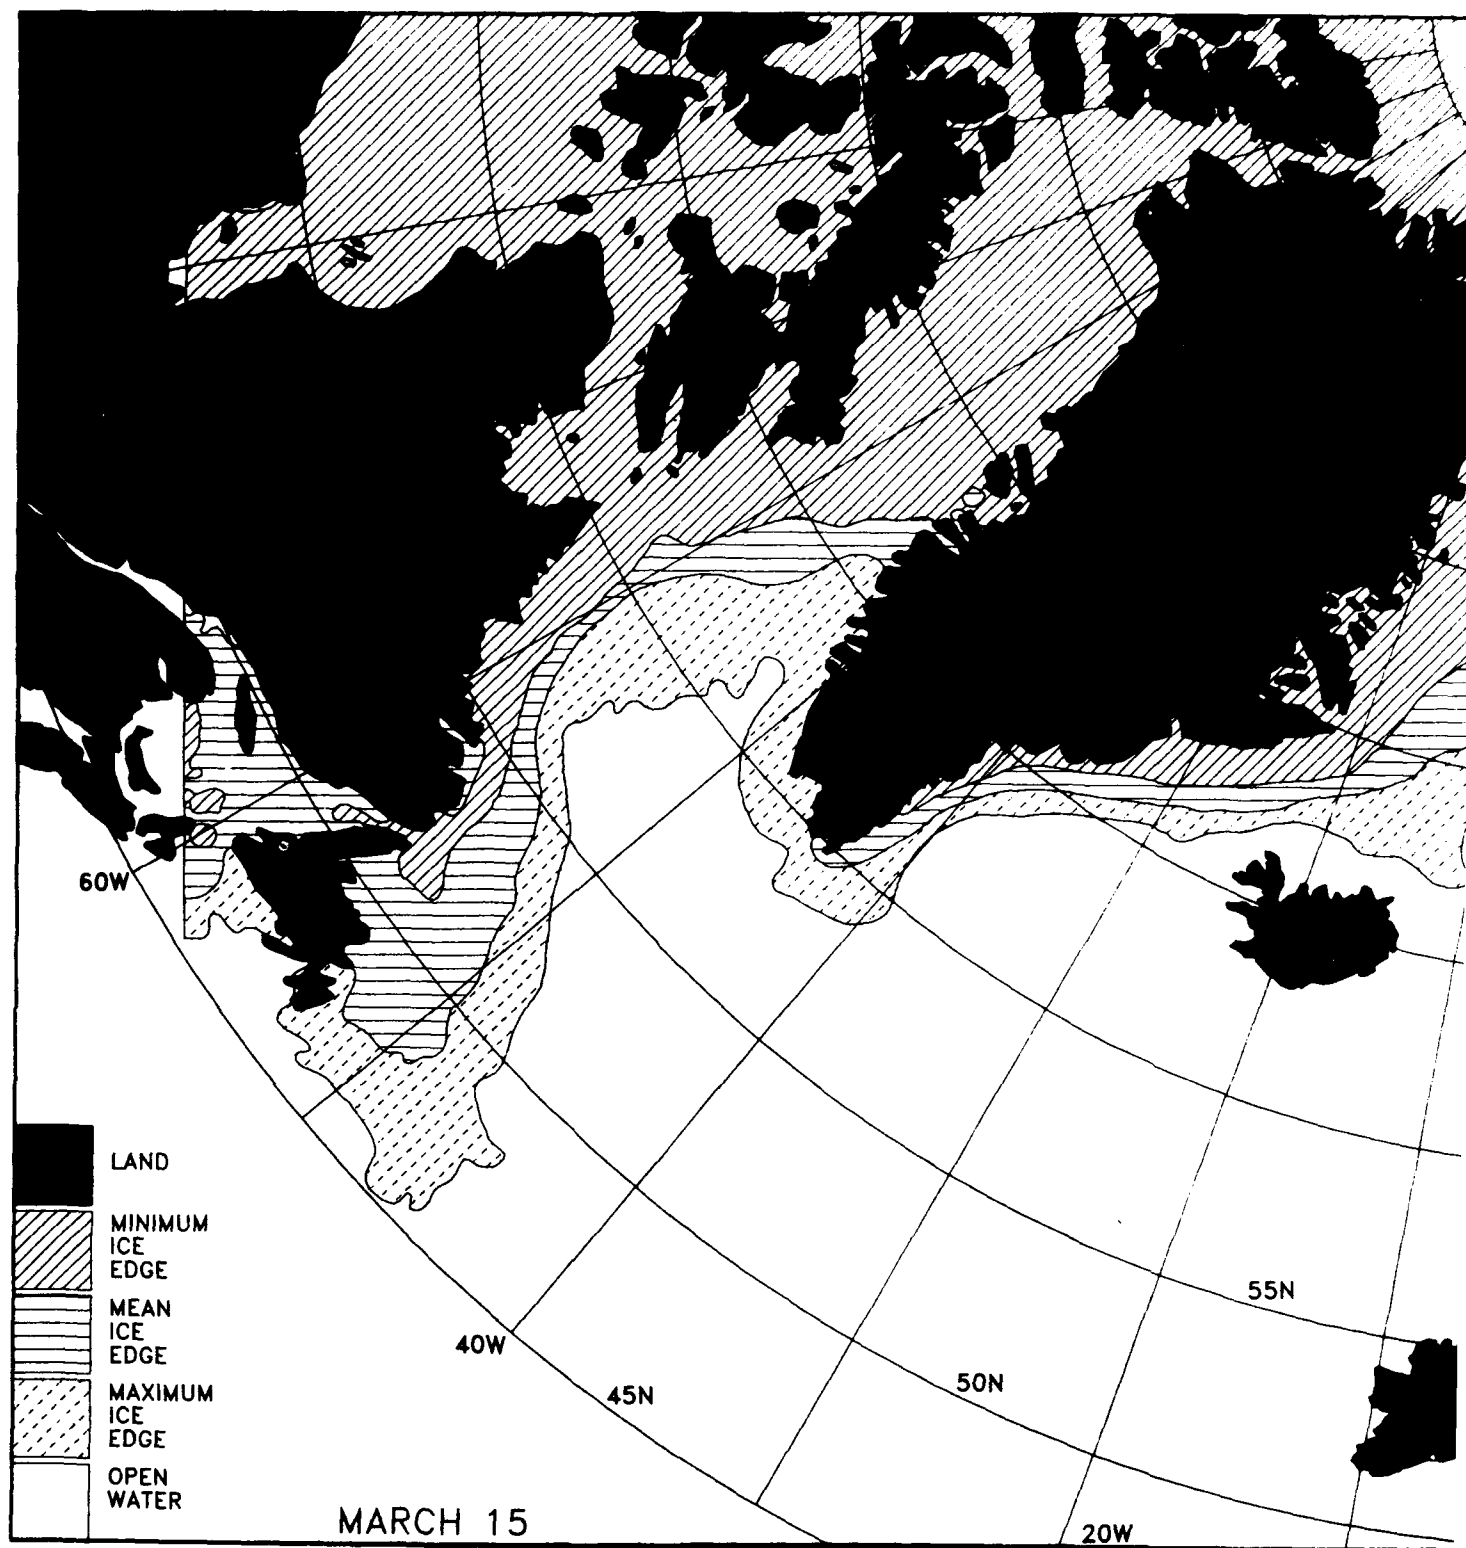 60W
LAND
MINIMUM
ICE
EDGE
MEAN
ICE
EDGE
MAXIMUM
ICE
EDGE
OPEN
WATER
40W
45N
50N
55N
20W
MARCH 15